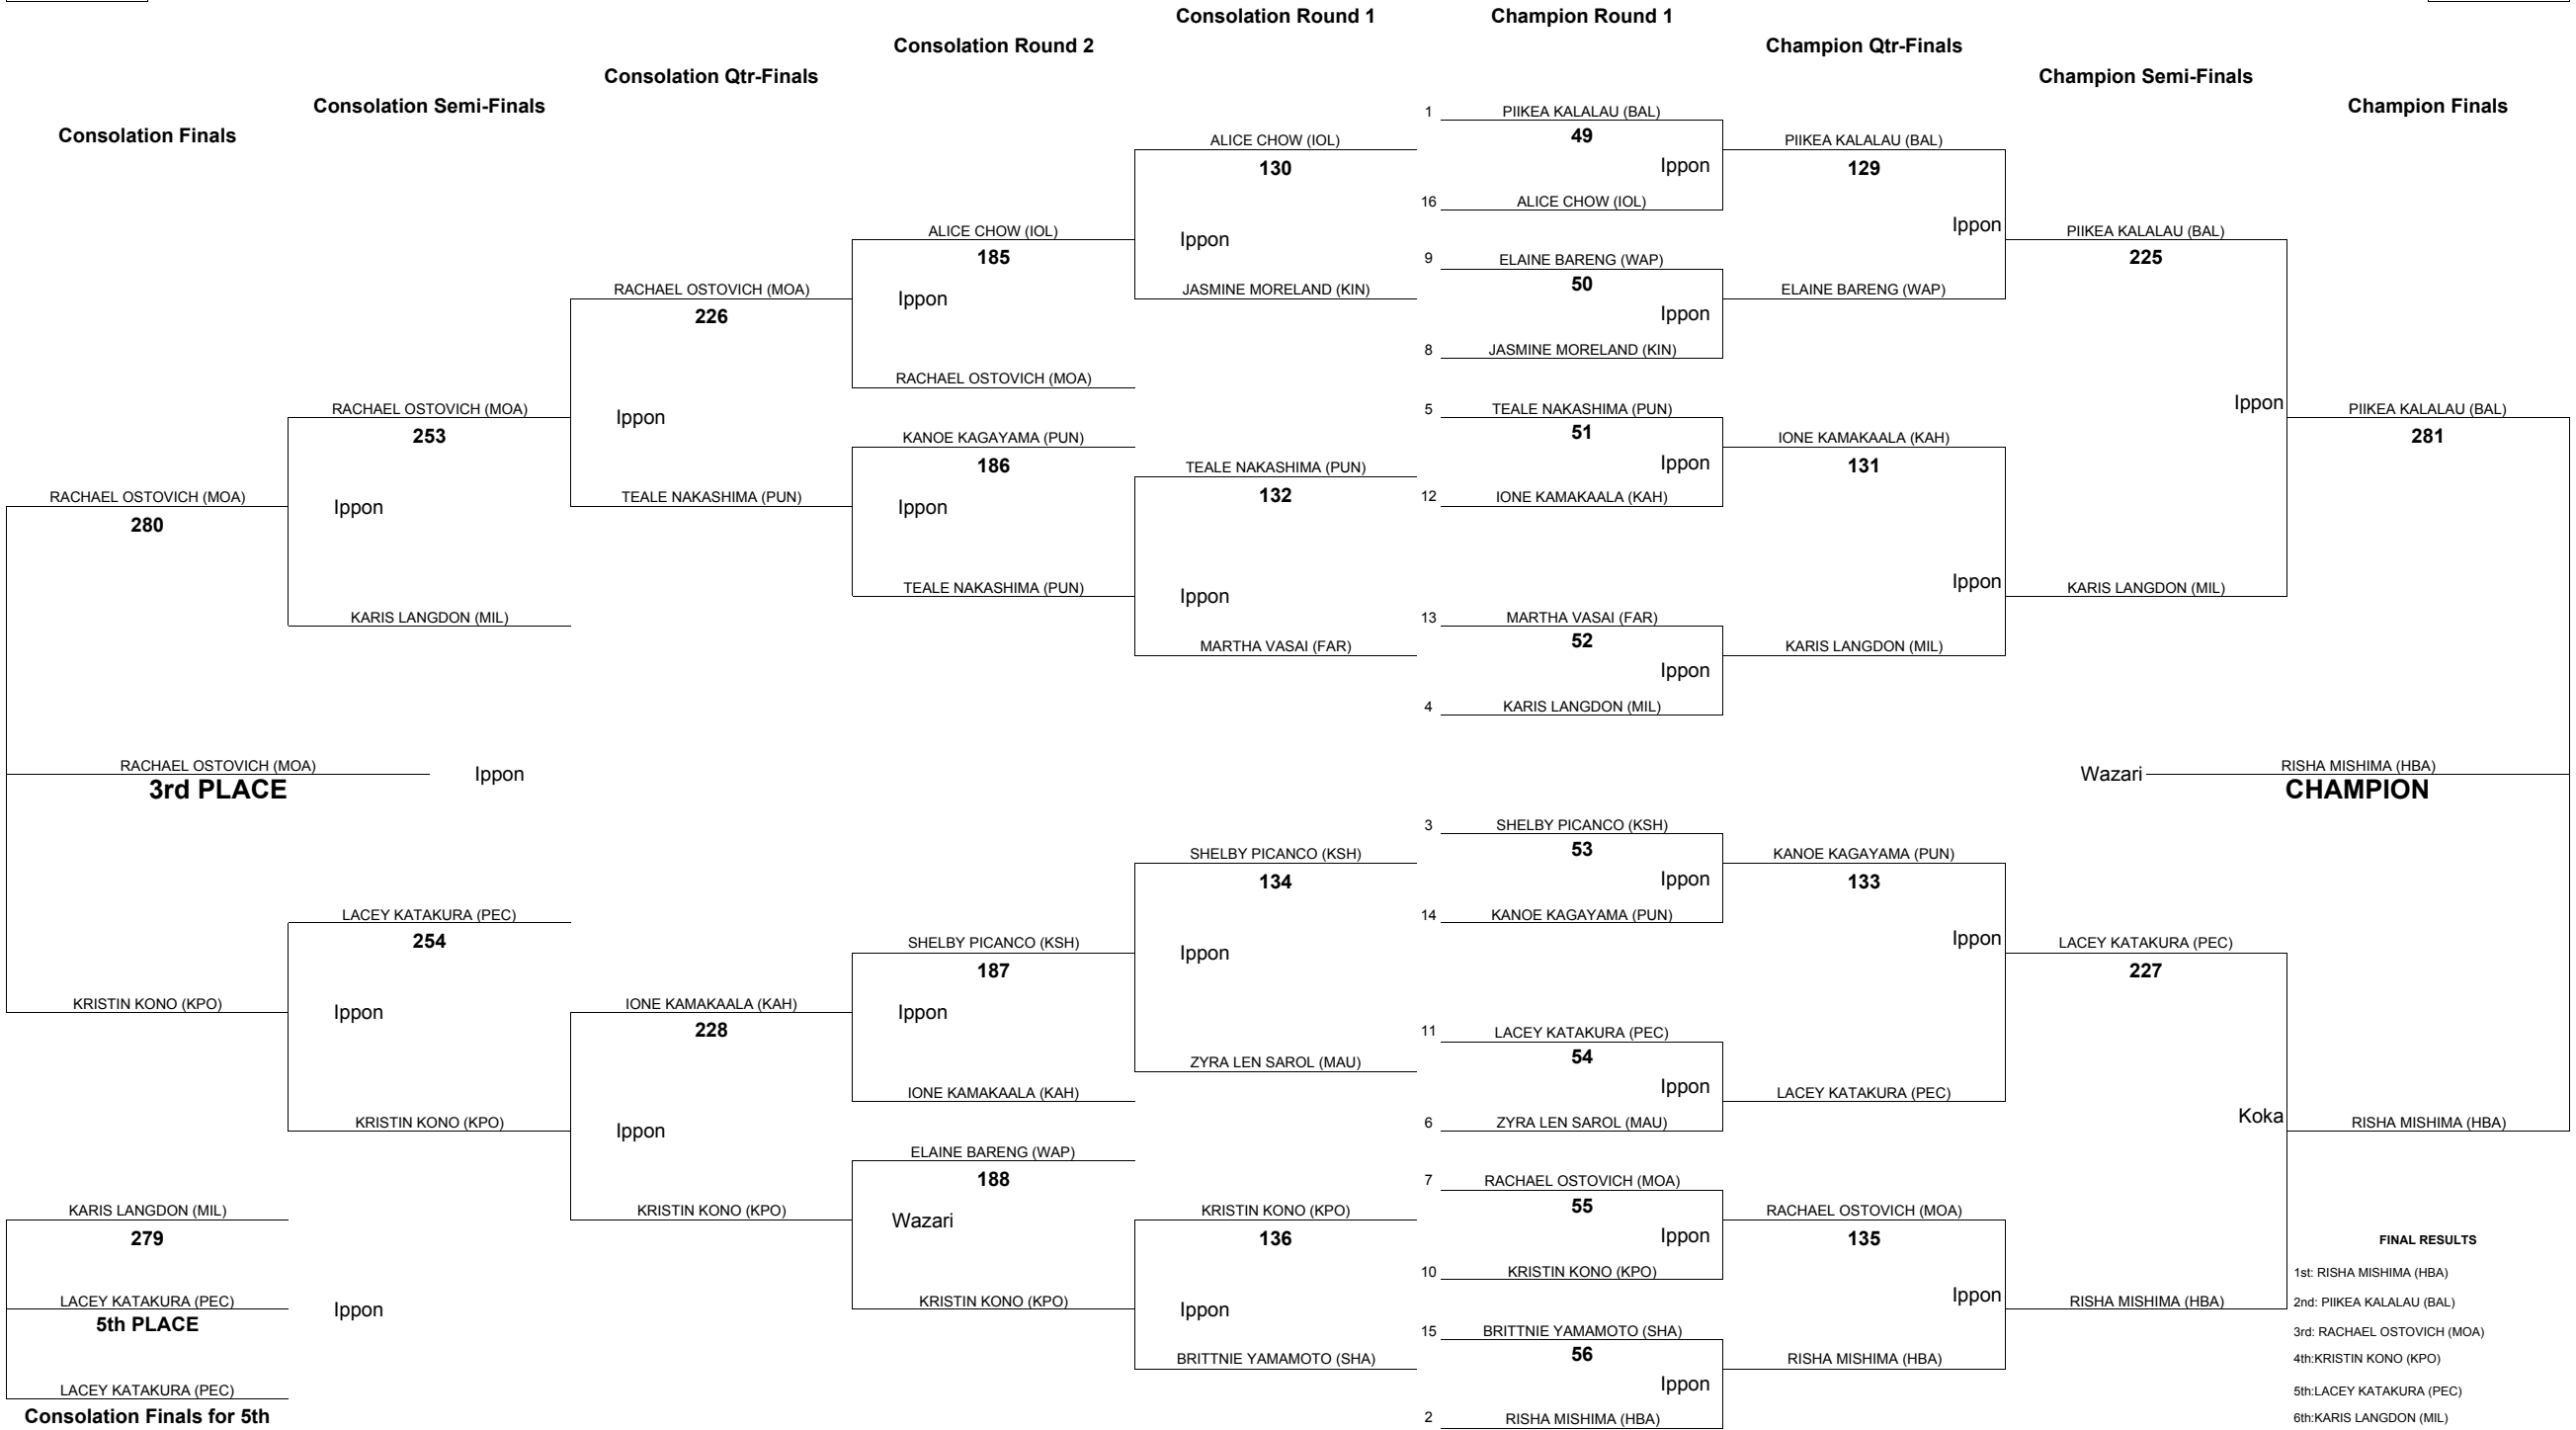 Consolation Round 1
Champion Round 1
Consolation Round 2
Champion Qtr-Finals
Consolation Qtr-Finals
Champion Semi-Finals
Consolation Semi-Finals
Champion Finals
Consolation Finals
1 PIIKEA KALALAU (BAL)
49
Ippon
16 ALICE CHOW (IOL)
9 ELAINE BARENG (WAP)
50
Ippon
8 JASMINE MORELAND (KIN)
5 TEALE NAKASHIMA (PUN)
51
Ippon
12 IONE KAMAKAALA (KAH)
13 MARTHA VASAI (FAR)
52
Ippon
4 KARIS LANGDON (MIL)
3 SHELBY PICANCO (KSH)
53
Ippon
14 KANOE KAGAYAMA (PUN)
11 LACEY KATAKURA (PEC)
54
Ippon
6 ZYRA LEN SAROL (MAU)
7 RACHAEL OSTOVICH (MOA)
55
Ippon
10 KRISTIN KONO (KPO)
15 BRITTNIE YAMAMOTO (SHA)
56
Ippon
2 RISHA MISHIMA (HBA)
PIIKEA KALALAU (BAL)
129
Ippon
ELAINE BARENG (WAP)
IONE KAMAKAALA (KAH)
131
Ippon
KARIS LANGDON (MIL)
KANOE KAGAYAMA (PUN)
133
Ippon
LACEY KATAKURA (PEC)
RACHAEL OSTOVICH (MOA)
135
Ippon
RISHA MISHIMA (HBA)
PIIKEA KALALAU (BAL)
225
Ippon
KARIS LANGDON (MIL)
LACEY KATAKURA (PEC)
227
Koka
RISHA MISHIMA (HBA)
PIIKEA KALALAU (BAL)
281
Wazari
RISHA MISHIMA (HBA)
CHAMPION
RISHA MISHIMA (HBA)
ALICE CHOW (IOL)
130
Ippon
JASMINE MORELAND (KIN)
TEALE NAKASHIMA (PUN)
132
Ippon
MARTHA VASAI (FAR)
SHELBY PICANCO (KSH)
134
Ippon
ZYRA LEN SAROL (MAU)
KRISTIN KONO (KPO)
136
Ippon
BRITTNIE YAMAMOTO (SHA)
ALICE CHOW (IOL)
185
Ippon
RACHAEL OSTOVICH (MOA)
KANOE KAGAYAMA (PUN)
186
Ippon
TEALE NAKASHIMA (PUN)
SHELBY PICANCO (KSH)
187
Ippon
IONE KAMAKAALA (KAH)
ELAINE BARENG (WAP)
188
Wazari
KRISTIN KONO (KPO)
RACHAEL OSTOVICH (MOA)
226
Ippon
TEALE NAKASHIMA (PUN)
IONE KAMAKAALA (KAH)
228
Ippon
KRISTIN KONO (KPO)
RACHAEL OSTOVICH (MOA)
253
Ippon
KARIS LANGDON (MIL)
LACEY KATAKURA (PEC)
254
Ippon
KRISTIN KONO (KPO)
RACHAEL OSTOVICH (MOA)
280
RACHAEL OSTOVICH (MOA)
3rd PLACE
Ippon
KRISTIN KONO (KPO)
KARIS LANGDON (MIL)
279
LACEY KATAKURA (PEC)
5th PLACE
Ippon
LACEY KATAKURA (PEC)
Consolation Finals for 5th
FINAL RESULTS
1st: RISHA MISHIMA (HBA)
2nd: PIIKEA KALALAU (BAL)
3rd: RACHAEL OSTOVICH (MOA)
4th:KRISTIN KONO (KPO)
5th:LACEY KATAKURA (PEC)
6th:KARIS LANGDON (MIL)